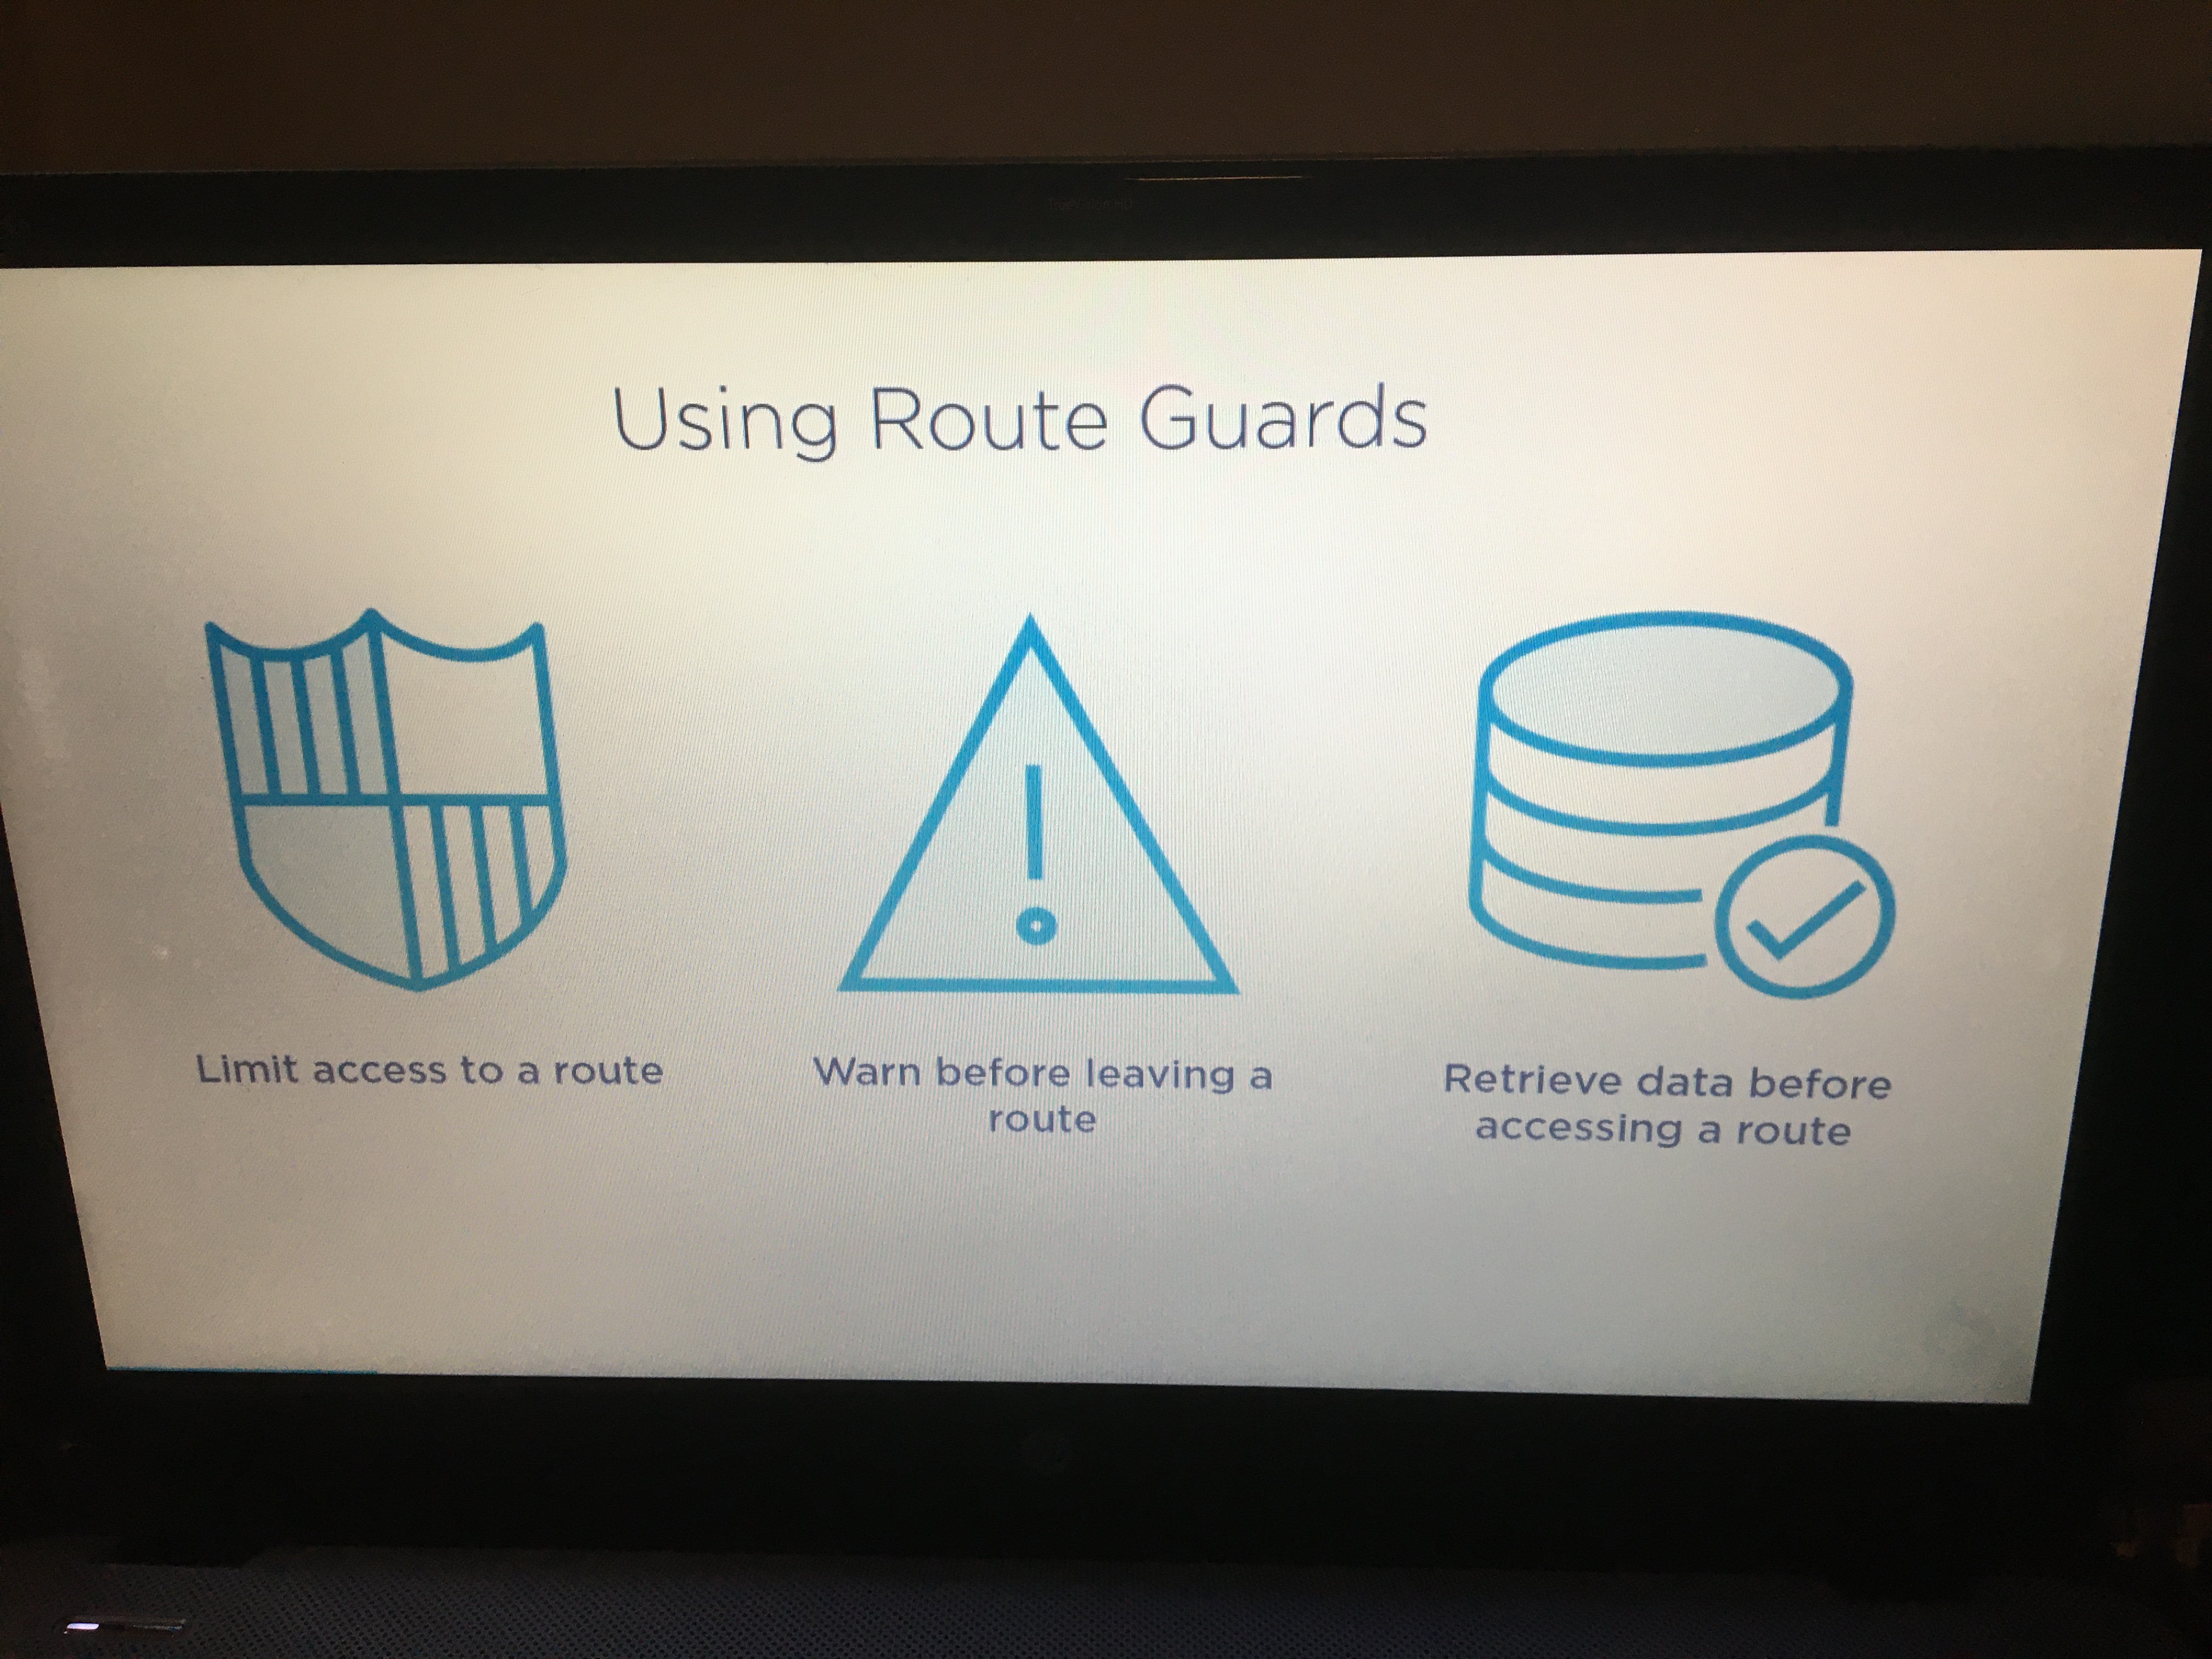 Using Route Guards
Limit access to a route
Warn before leaving a
route
Retrieve data before
accessing a route